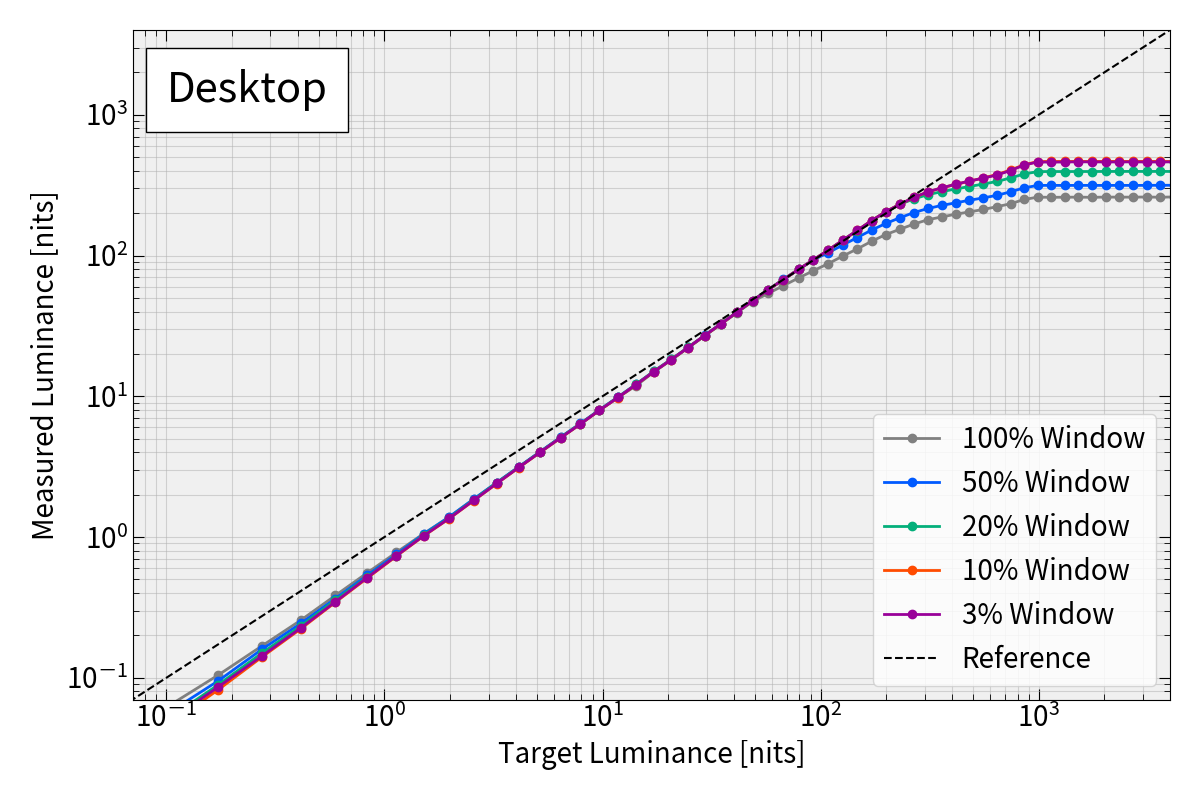 Desktop
Measured Luminance [nits]
10³
10²
10¹
10⁰
10⁻¹
100% Window
50% Window
20% Window
10% Window
3% Window
Reference
10⁻¹ 10⁰ 10¹ 10² 10³
Target Luminance [nits]